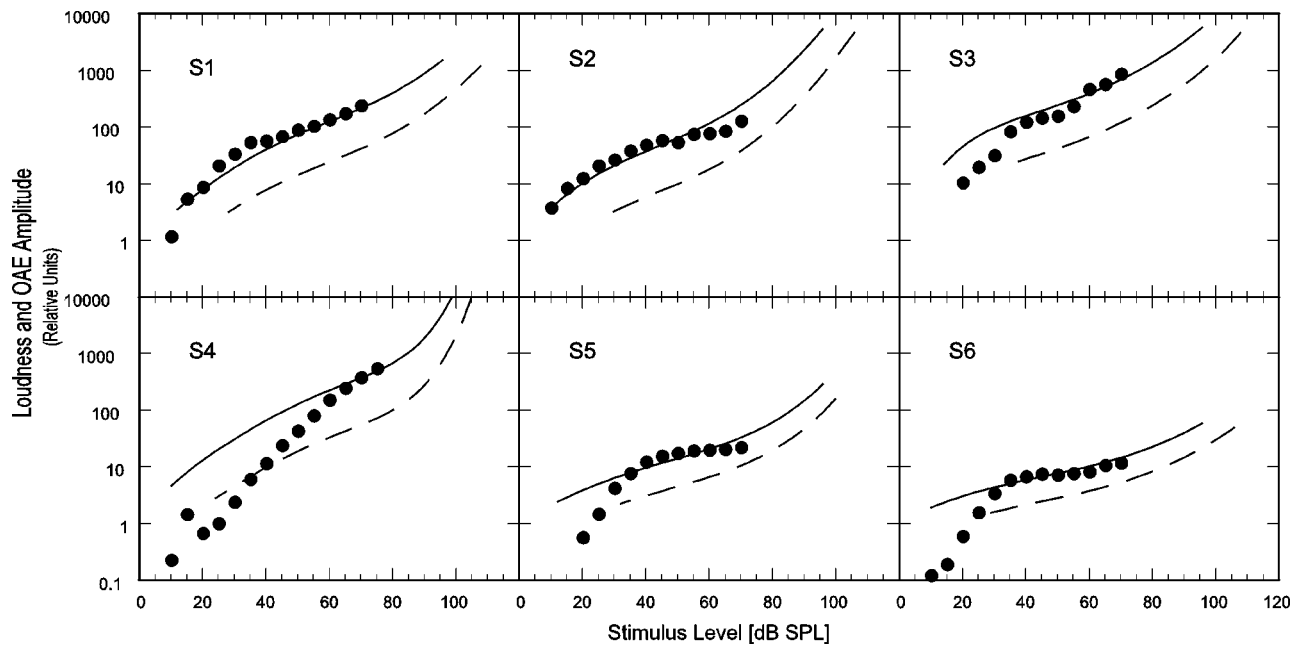 10000
1000
100
10
1
10000
1000
100
10
1
0.1
Loudness and OAE Amplitude
(Relative Units)
S1
S2
S3
S4
S5
S6
0 20 40 60 80 100 0 20 40 60 80 100 0 20 40 60 80 100 120
Stimulus Level [dB SPL]